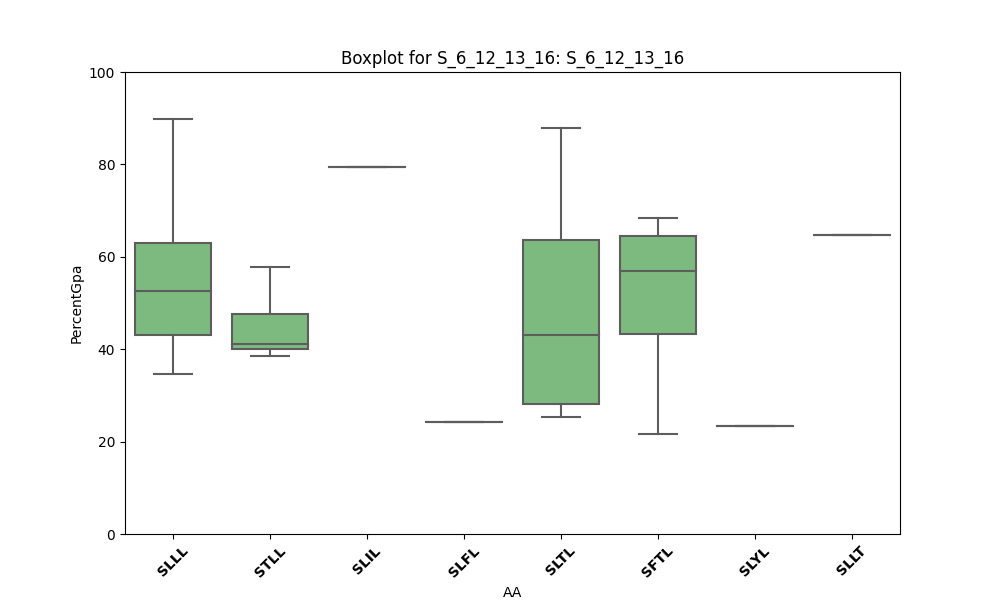 Boxplot for S_6_12_13_16: S_6_12_13_16
PercentGpa
100
80
60
40
20
0
SLLL
STLL
SLIL
SLFL
SLTL
SFTL
SLYL
SLLT
AA